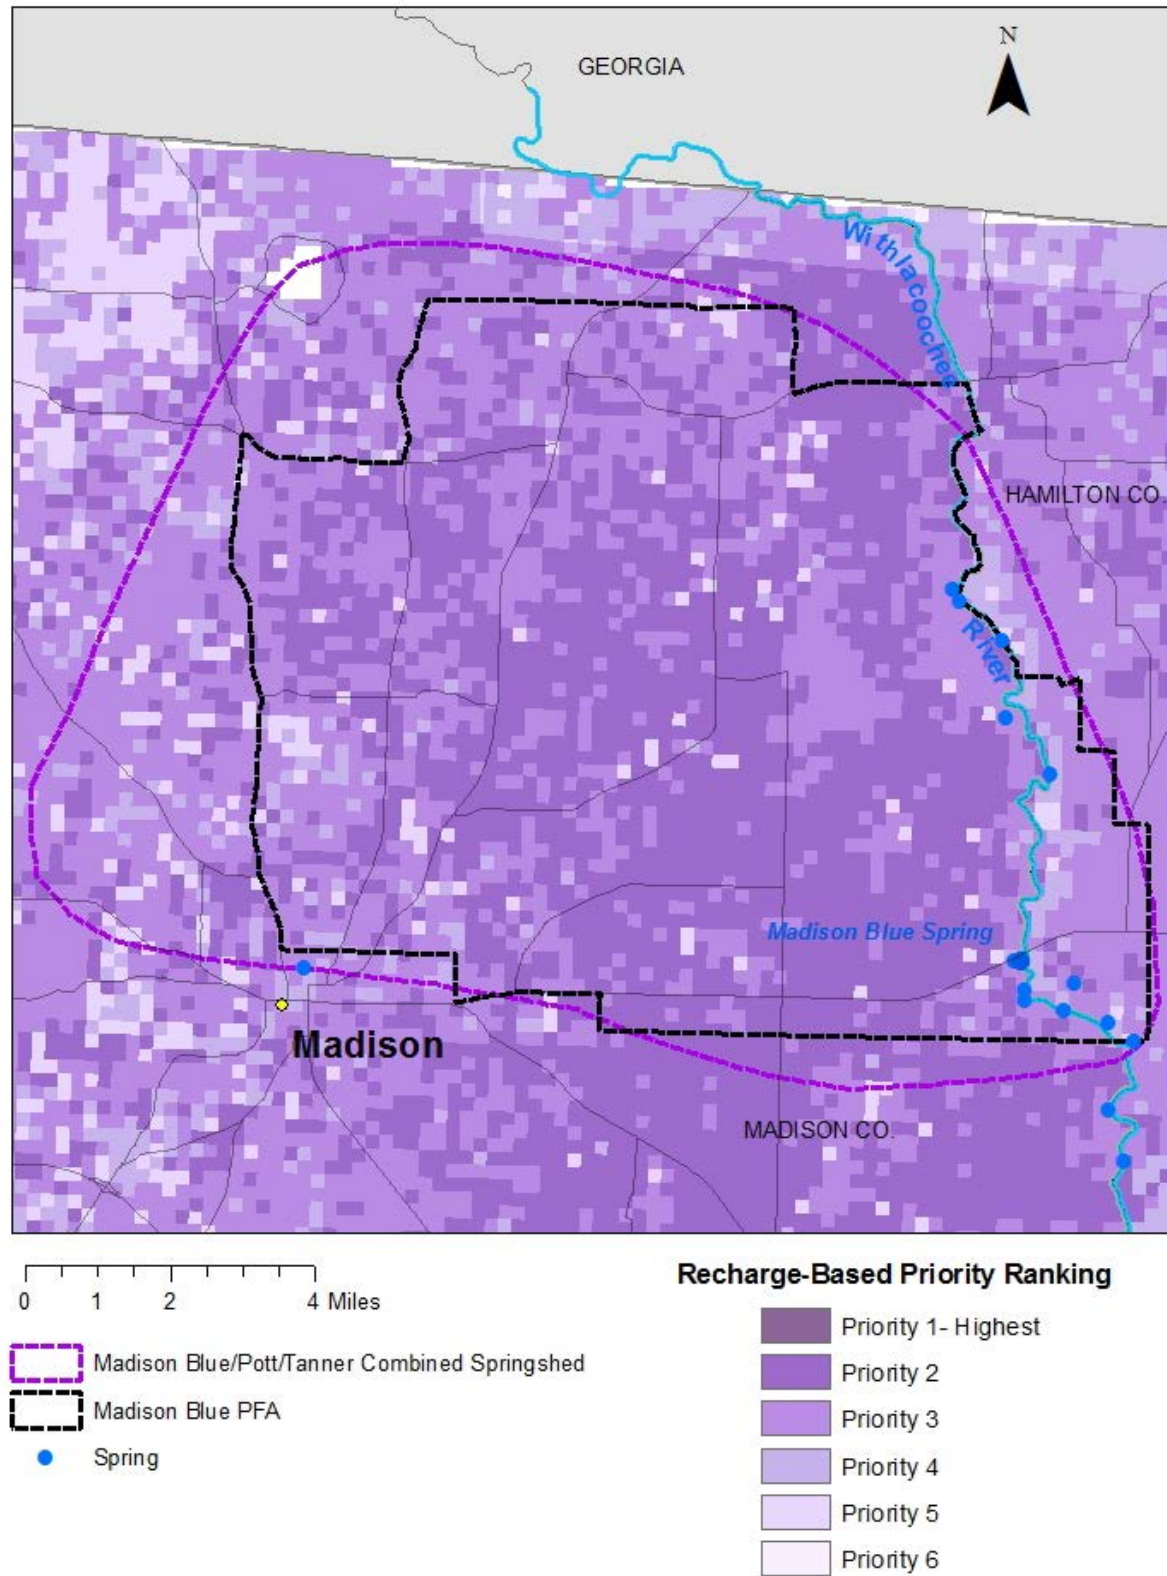 N
GEORGIA
Withlacoochee
HAMILTON CO.
River
Madison Blue Spring
Madison
MADISON CO.
0 1 2 4 Miles
Madison Blue/Pott/Tanner Combined Springshed
Madison Blue PFA
Spring
Recharge-Based Priority Ranking
Priority 1- Highest
Priority 2
Priority 3
Priority 4
Priority 5
Priority 6